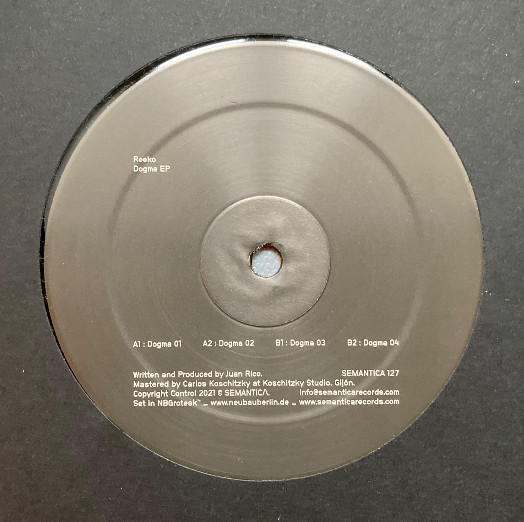 Reeko
Dogma EP
A1 : Dogma 01 A2 : Dogma 02 B1 : Dogma 03 B2 : Dogma 04
Written and Produced by Juan Rico. SEMANTICA 127
Mastered by Carlos Koschitzky at Koschitzky Studio, Gijón.
Copyright Control 2021 © SEMANTICA. info@semanticarecords.com
Set in NBGrotesk™ _ www.neubauberlin.de _ www.semanticarecords.com